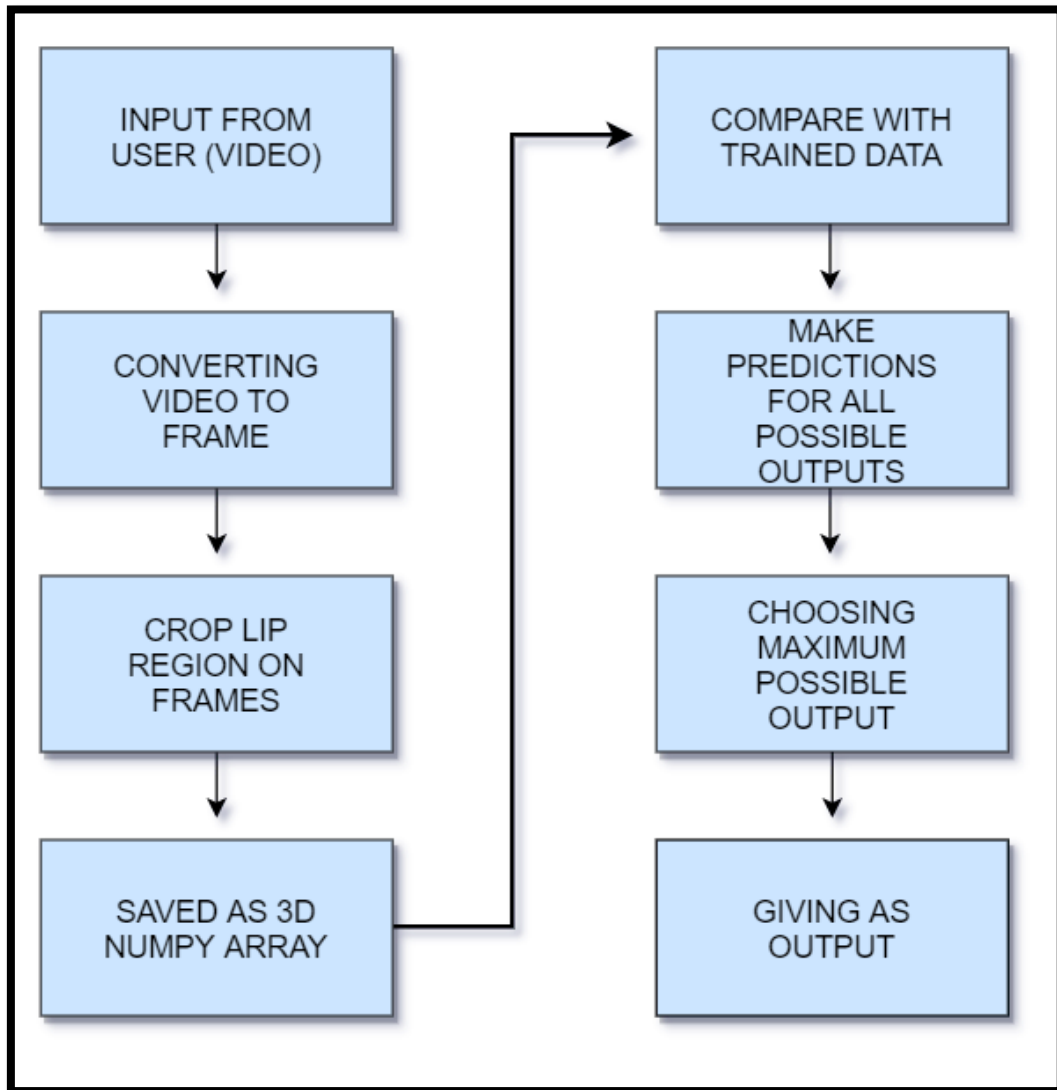 INPUT FROM
USER (VIDEO)
CONVERTING
VIDEO TO
FRAME
CROP LIP
REGION ON
FRAMES
SAVED AS 3D
NUMPY ARRAY
COMPARE WITH
TRAINED DATA
MAKE
PREDICTIONS
FOR ALL
POSSIBLE
OUTPUTS
CHOOSING
MAXIMUM
POSSIBLE
OUTPUT
GIVING AS
OUTPUT